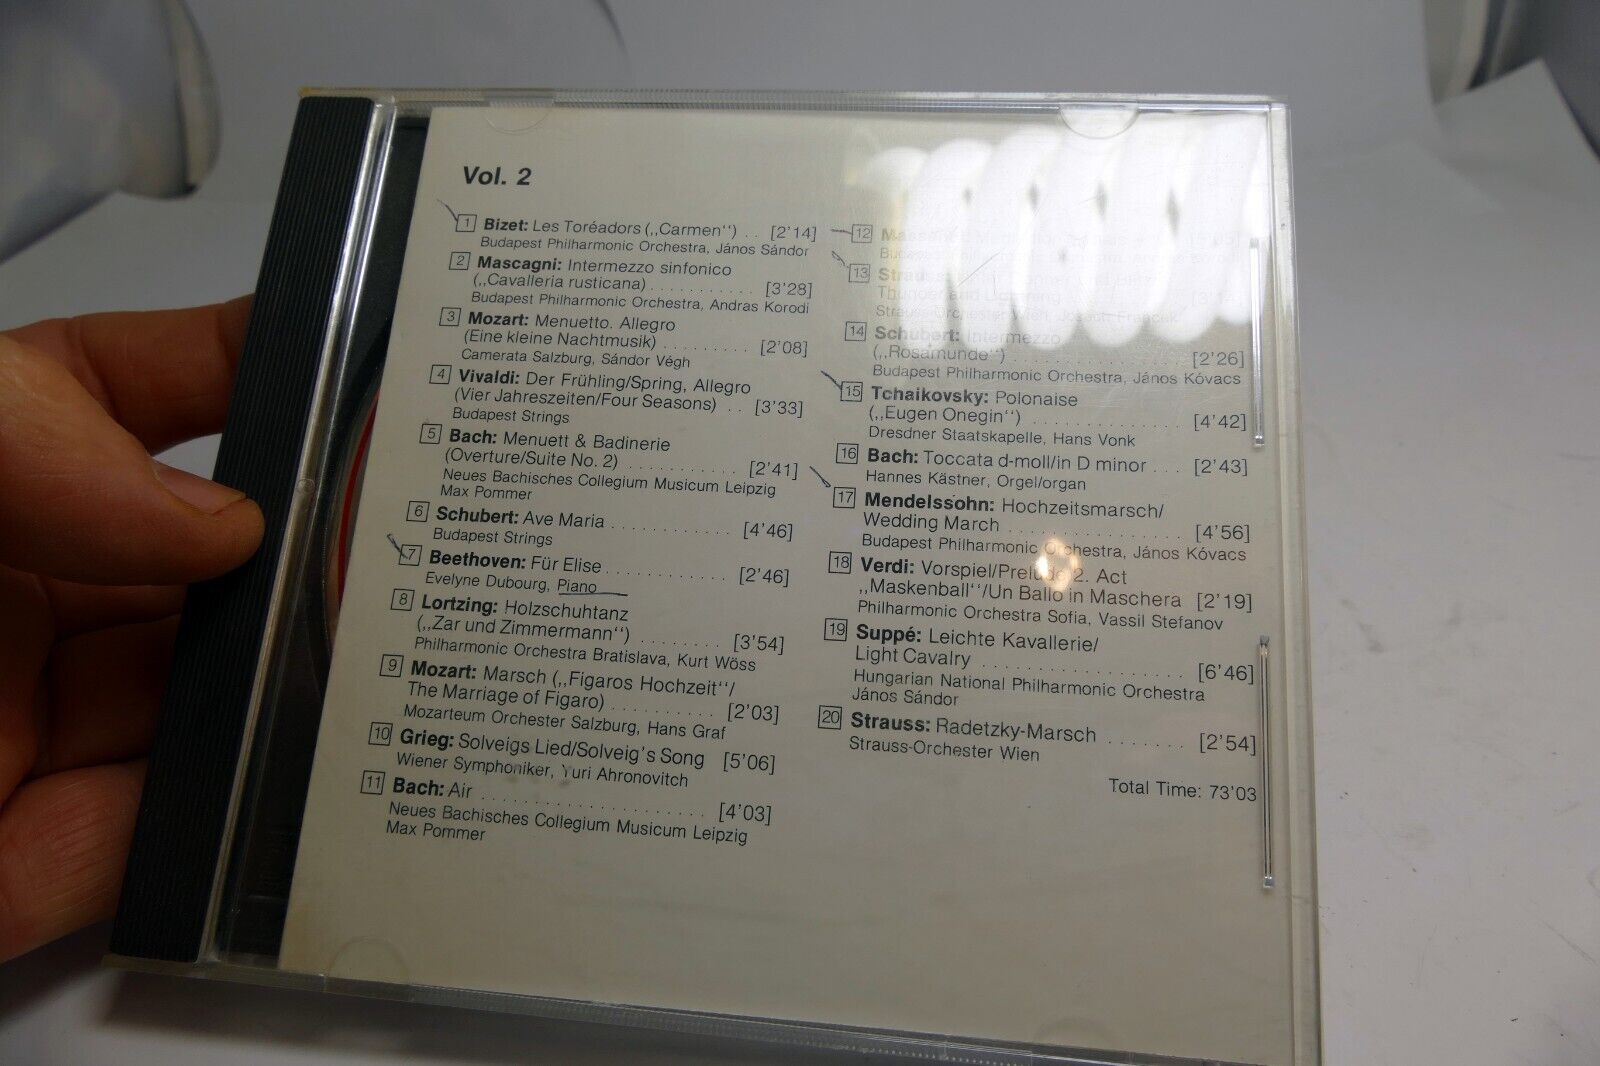 Vol. 2
1 Bizet: Les Toréadors („Carmen“) . . [2'14]
Budapest Philharmonic Orchestra, János Sándor
2 Mascagni: Intermezzo sinfonico
(„Cavalleria rusticana) . . . . . . . . . . . [3'28]
Budapest Philharmonic Orchestra, Andras Korodi
3 Mozart: Menuetto. Allegro
(Eine kleine Nachtmusik) . . . . . . . . . [2'08]
Camerata Salzburg, Sándor Végh
4 Vivaldi: Der Frühling/Spring, Allegro
(Vier Jahreszeiten/Four Seasons) . . [3'33]
Budapest Strings
5 Bach: Menuett & Badinerie
(Overture/Suite No. 2) . . . . . . . . . . . [2'41]
Neues Bachisches Collegium Musicum Leipzig
Max Pommer
6 Schubert: Ave Maria . . . . . . . . . . . [4'46]
Budapest Strings
7 Beethoven: Für Elise . . . . . . . . . . . . [2'46]
Evelyne Dubourg, Piano
8 Lortzing: Holzschuhtanz
(„Zar und Zimmermann“) . . . . . . . . [3'54]
Philharmonic Orchestra Bratislava, Kurt Wöss
9 Mozart: Marsch („Figaros Hochzeit“/
The Marriage of Figaro) . . . . . . . . . . [2'03]
Mozarteum Orchester Salzburg, Hans Graf
10 Grieg: Solveigs Lied/Solveig's Song [5'06]
Wiener Symphoniker, Yuri Ahronovitch
11 Bach: Air . . . . . . . . . . . . . . . . . . . . [4'03]
Neues Bachisches Collegium Musicum Leipzig
Max Pommer
12
13 Strauss:
Thunder and Lightning
Strauss-Orchester Wien, Joseph Francek
14 Schubert: Intermezzo
(„Rosamunde“) . . . . . . . . . . . . . . . . [2'26]
Budapest Philharmonic Orchestra, János Kóvacs
15 Tchaikovsky: Polonaise
(„Eugen Onegin“) . . . . . . . . . . . . . . [4'42]
Dresdner Staatskapelle, Hans Vonk
16 Bach: Toccata d-moll/in D minor . . . [2'43]
Hannes Kästner, Orgel/organ
17 Mendelssohn: Hochzeitsmarsch/
Wedding March . . . . . . . . . . . . . . . . [4'56]
Budapest Philharmonic Orchestra, János Kóvacs
18 Verdi: Vorspiel/Prelude 2. Act
„Maskenball“/Un Ballo in Maschera [2'19]
Philharmonic Orchestra Sofia, Vassil Stefanov
19 Suppé: Leichte Kavallerie/
Light Cavalry . . . . . . . . . . . . . . . . . . [6'46]
Hungarian National Philharmonic Orchestra
János Sándor
20 Strauss: Radetzky-Marsch . . . . . . . [2'54]
Strauss-Orchester Wien
Total Time: 73'03